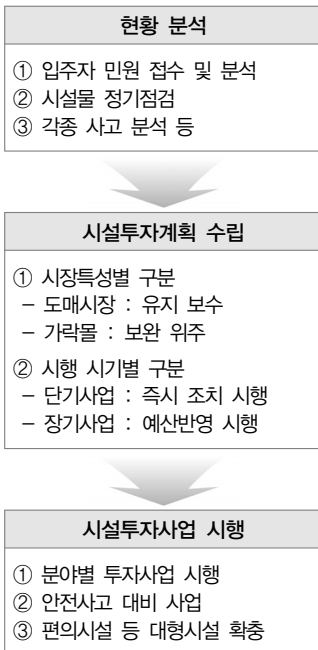 현황 분석
① 입주자 민원 접수 및 분석
② 시설물 정기점검
③ 각종 사고 분석 등
시설투자계획 수립
① 시장특성별 구분
– 도매시장 : 유지 보수
– 가락몰 : 보완 위주
② 시행 시기별 구분
– 단기사업 : 즉시 조치 시행
– 장기사업 : 예산반영 시행
시설투자사업 시행
① 분야별 투자사업 시행
② 안전사고 대비 사업
③ 편의시설 등 대형시설 확충